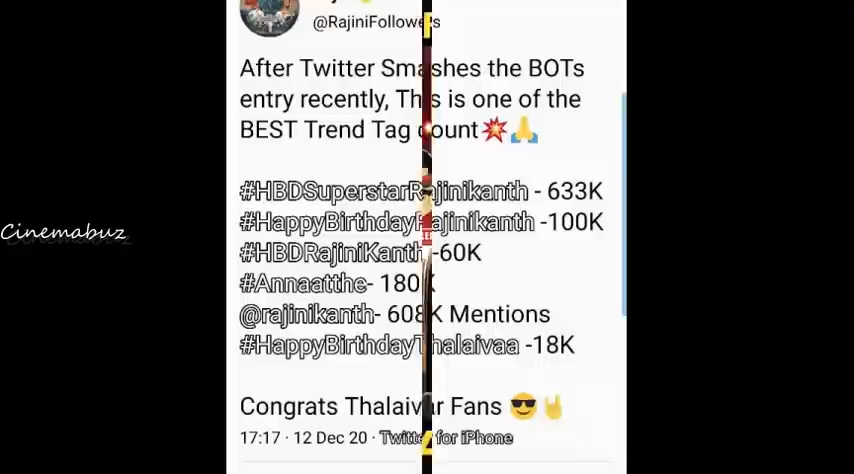 @RajiniFollowers
After Twitter Smashes the BOTs
entry recently, This is one of the
BEST Trend Tag count💥🙏
#HBDSuperstarRajinikanth - 633K
#HappyBirthdayRajinikanth -100K
#HBDRajiniKanth -60K
Cinemabuz
#Annaatthe- 180K
@rajinikanth- 608K Mentions
#HappyBirthdayThalaivaa -18K
Congrats Thalaivar Fans 😎🤘
17:17 · 12 Dec 20 · Twitter for iPhone